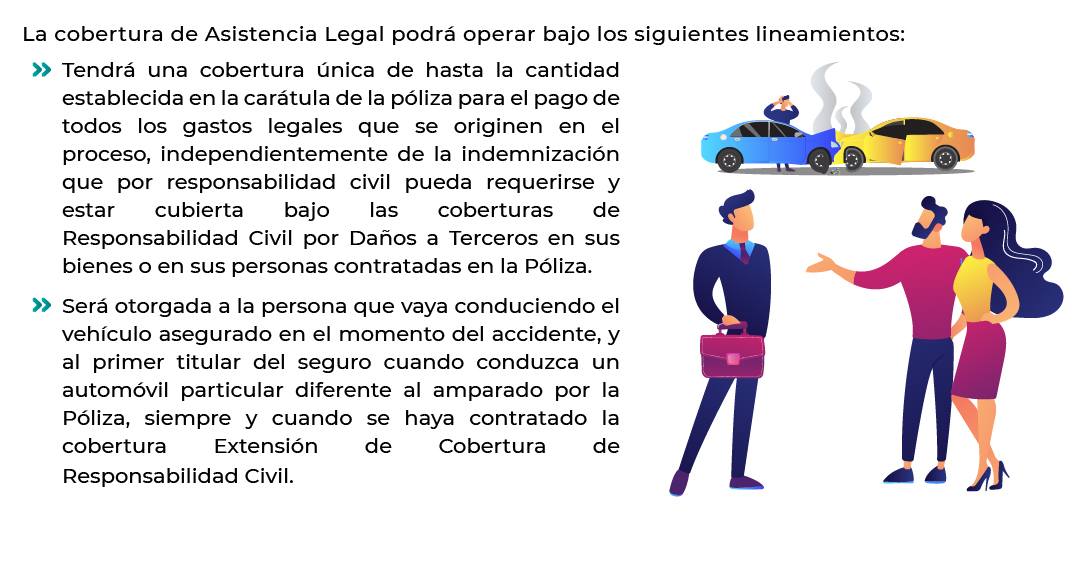 La cobertura de Asistencia Legal podrá operar bajo los siguientes lineamientos:
Tendrá una cobertura única de hasta la cantidad
establecida en la carátula de la póliza para el pago de
todos los gastos legales que se originen en el
proceso, independientemente de la indemnización
que por responsabilidad civil pueda requerirse y
estar cubierta bajo las coberturas de
Responsabilidad Civil por Daños a Terceros en sus
bienes o en sus personas contratadas en la Póliza.
Será otorgada a la persona que vaya conduciendo el
vehículo asegurado en el momento del accidente, y
al primer titular del seguro cuando conduzca un
automóvil particular diferente al amparado por la
Póliza, siempre y cuando se haya contratado la
cobertura Extensión de Cobertura de
Responsabilidad Civil.